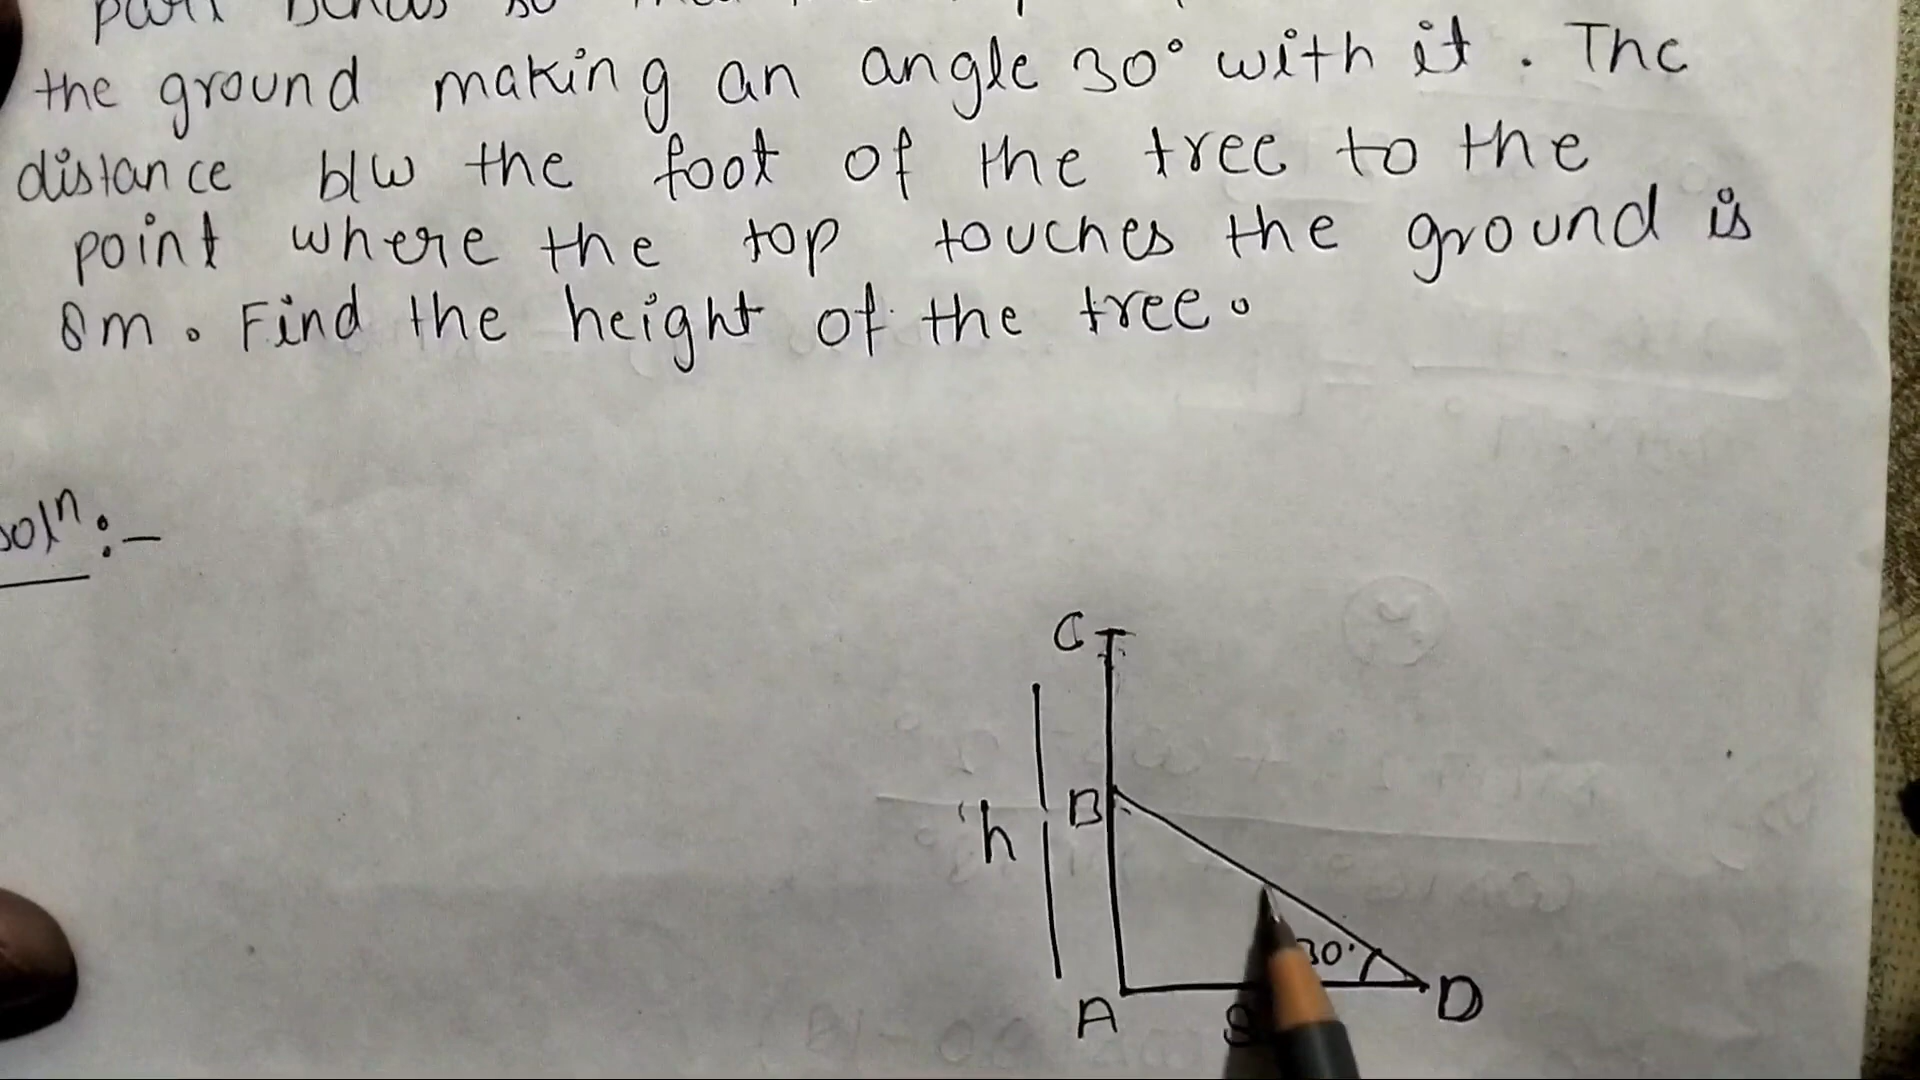 the ground making an angle 30° with it. The
distance b/w the foot of the tree to the
point where the top touches the ground is
8m. Find the height of the tree.
soln:-
C
B
h
30°
A
D
8